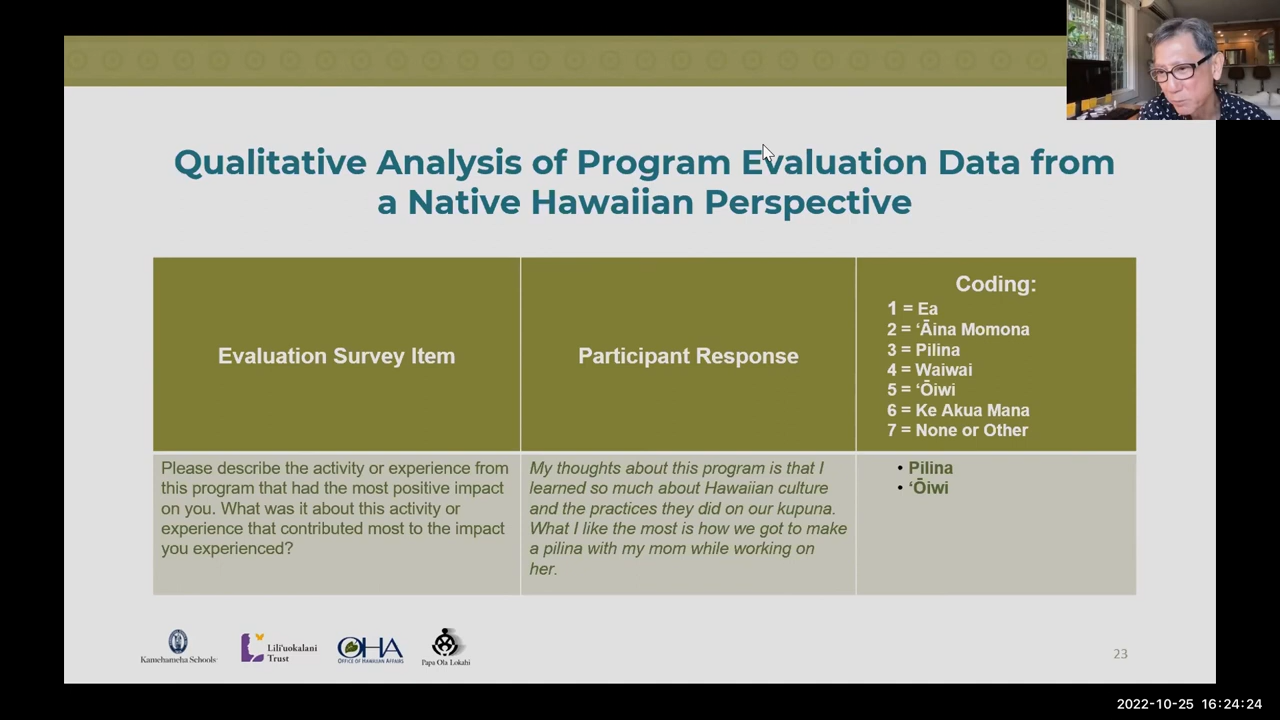 Qualitative Analysis of Program Evaluation Data from
a Native Hawaiian Perspective
Evaluation Survey Item
Participant Response
Coding:
1 = Ea
2 = ʻĀina Momona
3 = Pilina
4 = Waiwai
5 = ʻŌiwi
6 = Ke Akua Mana
7 = None or Other
Please describe the activity or experience from
this program that had the most positive impact
on you. What was it about this activity or
experience that contributed most to the impact
you experienced?
My thoughts about this program is that I
learned so much about Hawaiian culture
and the practices they did on our kupuna.
What I like the most is how we got to make
a pilina with my mom while working on
her.
• Pilina
• ʻŌiwi
Kamehameha Schools
Liliʻuokalani
Trust
OHA
OFFICE OF HAWAIIAN AFFAIRS
Papa Ola Lokahi
23
2022-10-25 16:24:24